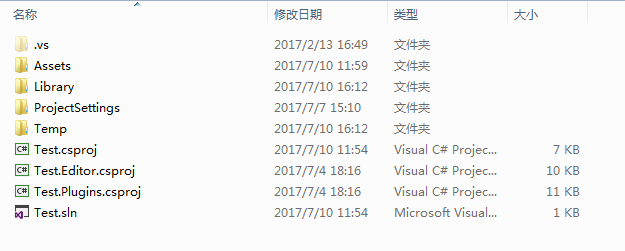 名称 修改日期 类型 大小
.vs 2017/2/13 16:49 文件夹
Assets 2017/7/10 11:59 文件夹
Library 2017/7/10 16:12 文件夹
ProjectSettings 2017/7/7 15:10 文件夹
Temp 2017/7/10 16:12 文件夹
Test.csproj 2017/7/10 11:54 Visual C# Projec... 7 KB
Test.Editor.csproj 2017/7/4 18:16 Visual C# Projec... 10 KB
Test.Plugins.csproj 2017/7/4 18:16 Visual C# Projec... 11 KB
Test.sln 2017/7/10 11:54 Microsoft Visual... 1 KB